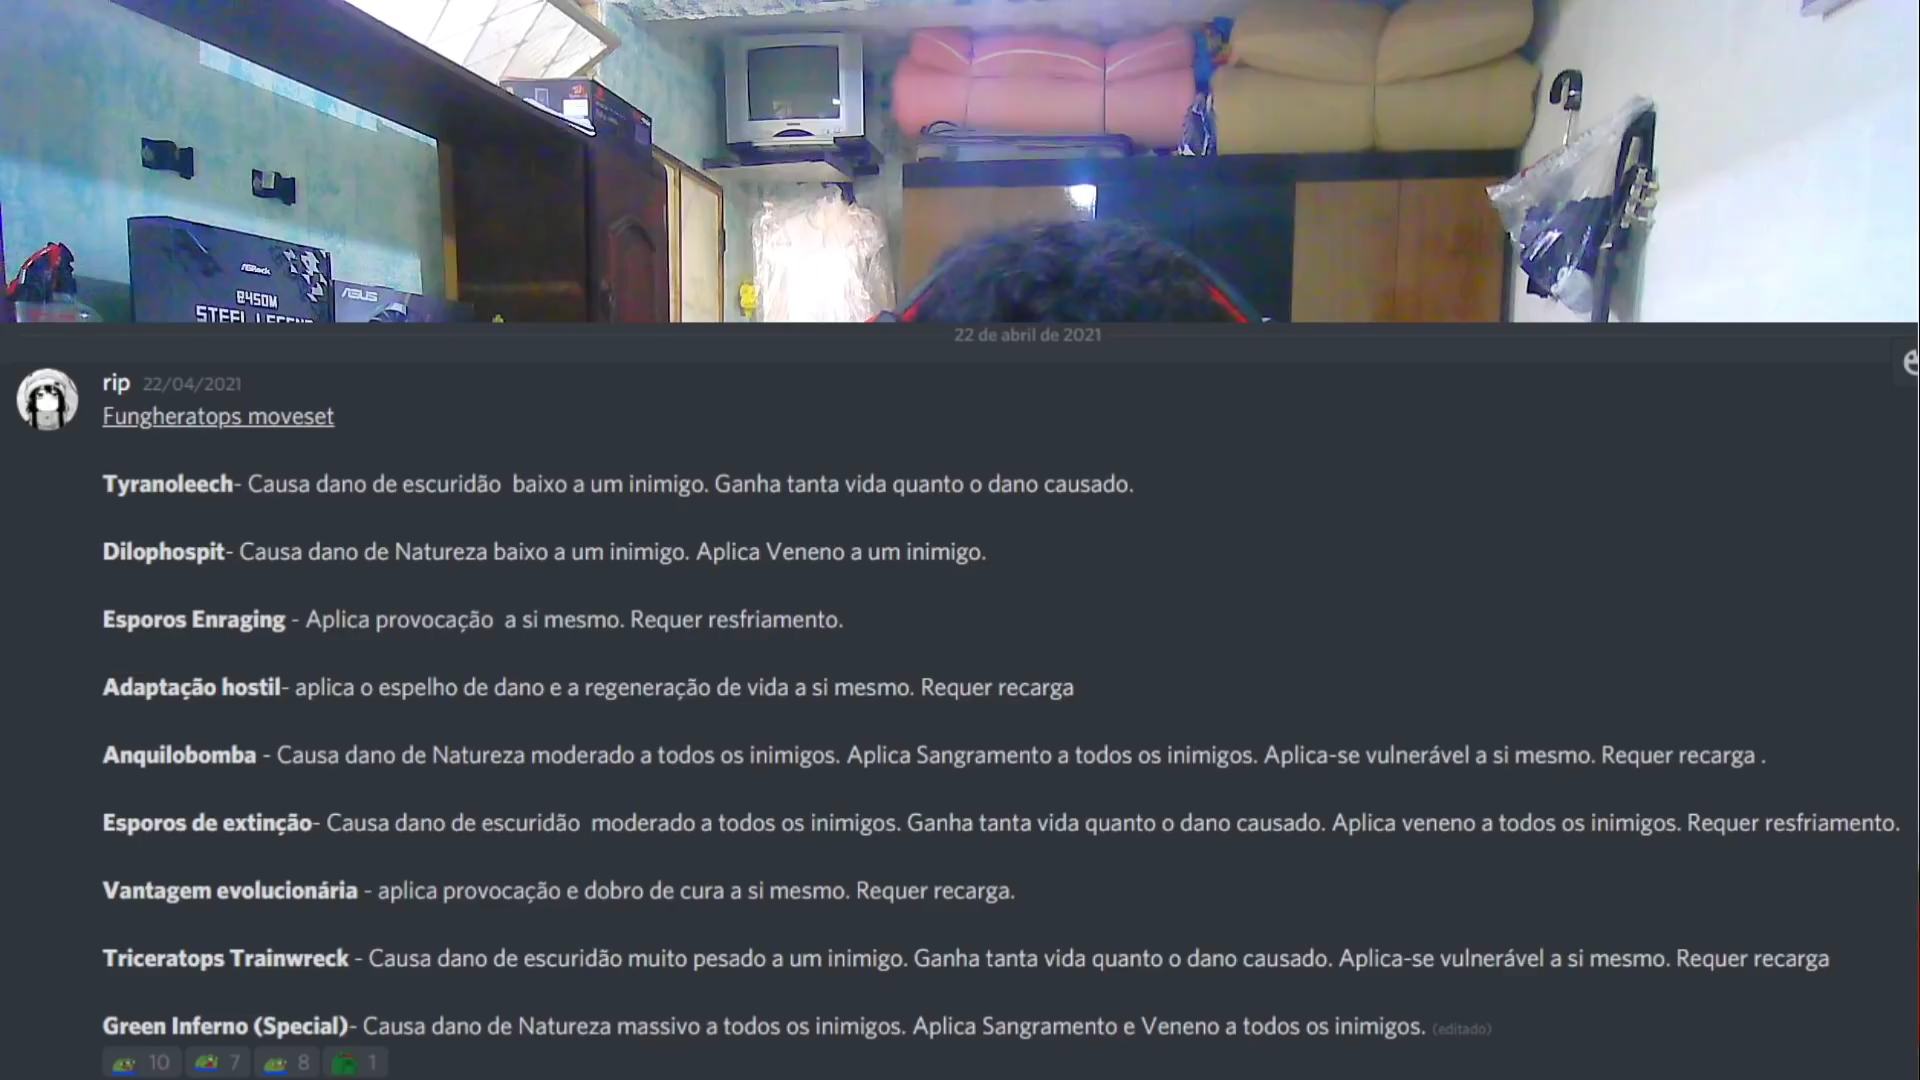 ASRock
B450M
STEEL LEGEND
ASUS
22 de abril de 2021
rip 22/04/2021
Fungheratops moveset
Tyranoleech- Causa dano de escuridão  baixo a um inimigo. Ganha tanta vida quanto o dano causado.
Dilophospit- Causa dano de Natureza baixo a um inimigo. Aplica Veneno a um inimigo.
Esporos Enraging - Aplica provocação  a si mesmo. Requer resfriamento.
Adaptação hostil- aplica o espelho de dano e a regeneração de vida a si mesmo. Requer recarga
Anquilobomba - Causa dano de Natureza moderado a todos os inimigos. Aplica Sangramento a todos os inimigos. Aplica-se vulnerável a si mesmo. Requer recarga .
Esporos de extinção- Causa dano de escuridão  moderado a todos os inimigos. Ganha tanta vida quanto o dano causado. Aplica veneno a todos os inimigos. Requer resfriamento.
Vantagem evolucionária - aplica provocação e dobro de cura a si mesmo. Requer recarga.
Triceratops Trainwreck - Causa dano de escuridão muito pesado a um inimigo. Ganha tanta vida quanto o dano causado. Aplica-se vulnerável a si mesmo. Requer recarga
Green Inferno (Special)- Causa dano de Natureza massivo a todos os inimigos. Aplica Sangramento e Veneno a todos os inimigos. (editado)
10 7 8 1